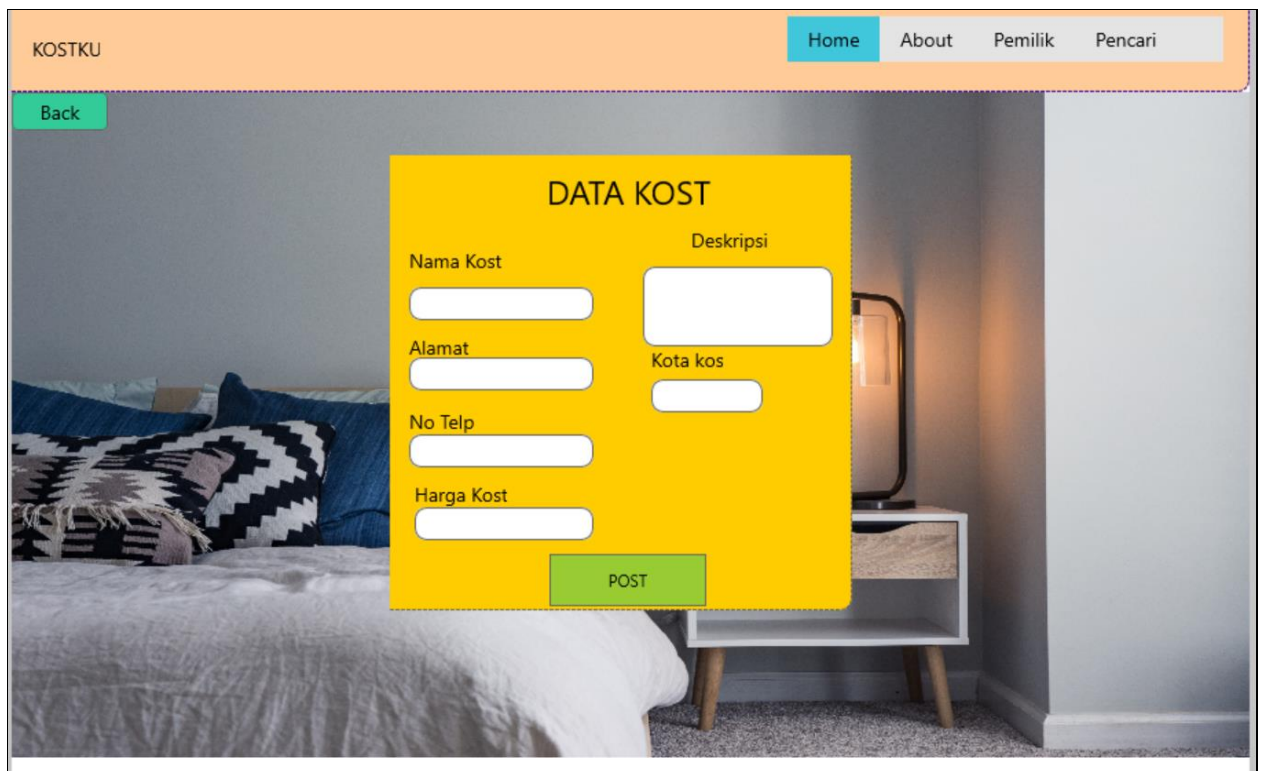 KOSTKU
Home About Pemilik Pencari
Back
DATA KOST
Nama Kost
Alamat
No Telp
Harga Kost
Deskripsi
Kota kos
POST